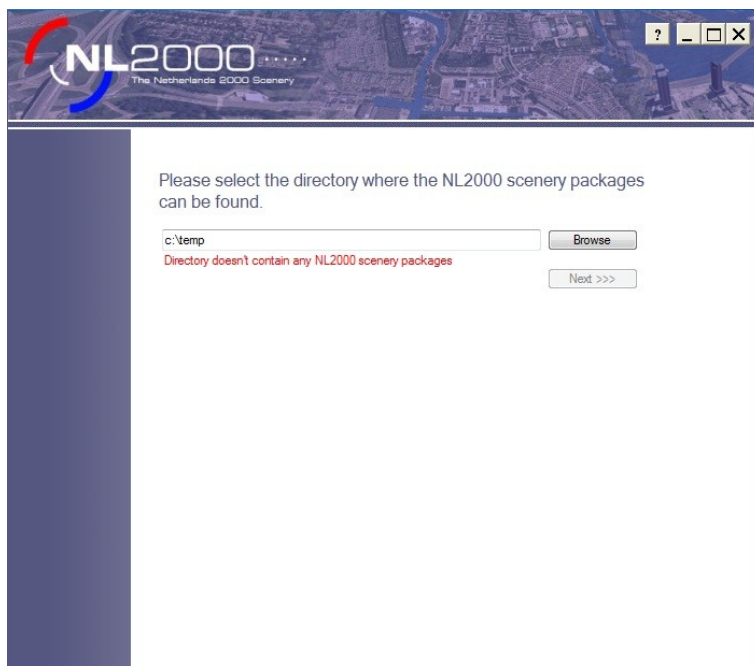 NL2000
The Netherlands 2000 Scenery
?
Please select the directory where the NL2000 scenery packages
can be found.
c:\temp
Browse
Directory doesn't contain any NL2000 scenery packages
Next >>>